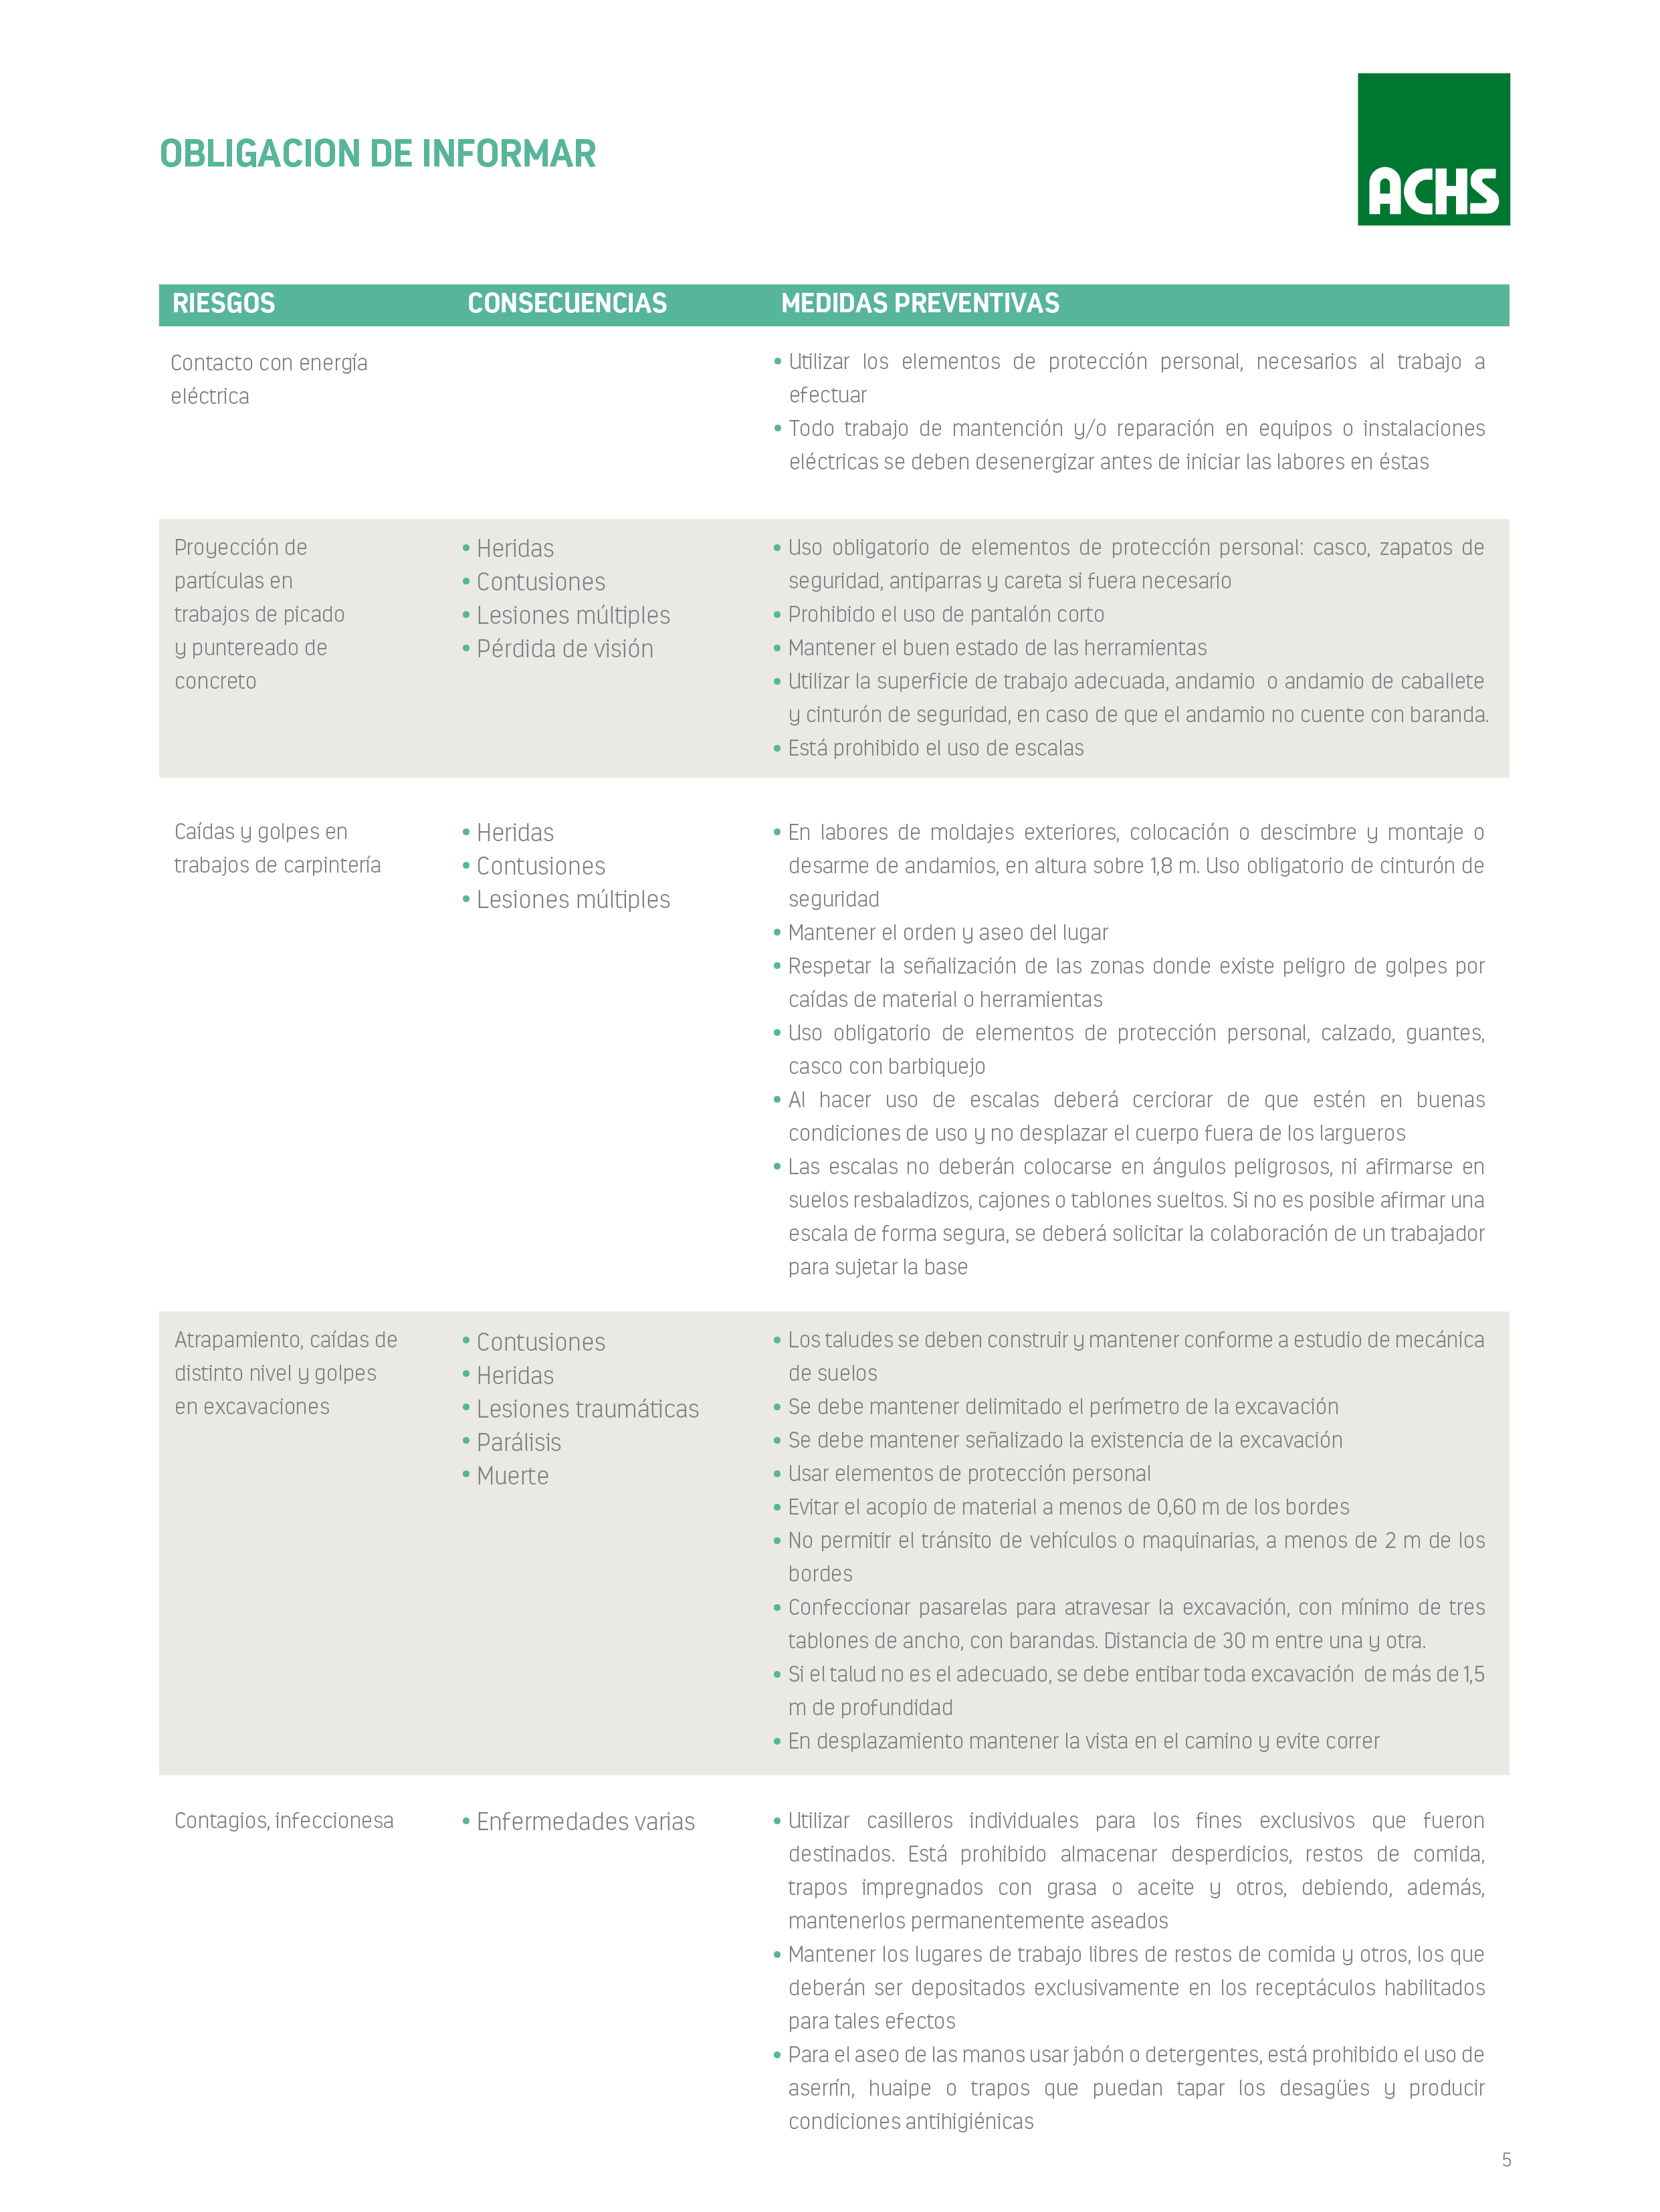 OBLIGACION DE INFORMAR
ACHS
RIESGOS CONSECUENCIAS MEDIDAS PREVENTIVAS
Contacto con energía
eléctrica
• Utilizar los elementos de protección personal, necesarios al trabajo a
efectuar
• Todo trabajo de mantención y/o reparación en equipos o instalaciones
eléctricas se deben desenergizar antes de iniciar las labores en éstas
Proyección de
partículas en
trabajos de picado
y puntereado de
concreto
• Heridas
• Contusiones
• Lesiones múltiples
• Pérdida de visión
• Uso obligatorio de elementos de protección personal: casco, zapatos de
seguridad, antiparras y careta si fuera necesario
• Prohibido el uso de pantalón corto
• Mantener el buen estado de las herramientas
• Utilizar la superficie de trabajo adecuada, andamio o andamio de caballete
y cinturón de seguridad, en caso de que el andamio no cuente con baranda.
• Está prohibido el uso de escalas
Caídas y golpes en
trabajos de carpintería
• Heridas
• Contusiones
• Lesiones múltiples
• En labores de moldajes exteriores, colocación o descimbre y montaje o
desarme de andamios, en altura sobre 1,8 m. Uso obligatorio de cinturón de
seguridad
• Mantener el orden y aseo del lugar
• Respetar la señalización de las zonas donde existe peligro de golpes por
caídas de material o herramientas
• Uso obligatorio de elementos de protección personal, calzado, guantes,
casco con barbiquejo
• Al hacer uso de escalas deberá cerciorar de que estén en buenas
condiciones de uso y no desplazar el cuerpo fuera de los largueros
• Las escalas no deberán colocarse en ángulos peligrosos, ni afirmarse en
suelos resbaladizos, cajones o tablones sueltos. Si no es posible afirmar una
escala de forma segura, se deberá solicitar la colaboración de un trabajador
para sujetar la base
Atrapamiento, caídas de
distinto nivel y golpes
en excavaciones
• Contusiones
• Heridas
• Lesiones traumáticas
• Parálisis
• Muerte
• Los taludes se deben construir y mantener conforme a estudio de mecánica
de suelos
• Se debe mantener delimitado el perímetro de la excavación
• Se debe mantener señalizado la existencia de la excavación
• Usar elementos de protección personal
• Evitar el acopio de material a menos de 0,60 m de los bordes
• No permitir el tránsito de vehículos o maquinarias, a menos de 2 m de los
bordes
• Confeccionar pasarelas para atravesar la excavación, con mínimo de tres
tablones de ancho, con barandas. Distancia de 30 m entre una y otra.
• Si el talud no es el adecuado, se debe entibar toda excavación de más de 1,5
m de profundidad
• En desplazamiento mantener la vista en el camino y evite correr
Contagios, infeccionesa
• Enfermedades varias
• Utilizar casilleros individuales para los fines exclusivos que fueron
destinados. Está prohibido almacenar desperdicios, restos de comida,
trapos impregnados con grasa o aceite y otros, debiendo, además,
mantenerlos permanentemente aseados
• Mantener los lugares de trabajo libres de restos de comida y otros, los que
deberán ser depositados exclusivamente en los receptáculos habilitados
para tales efectos
• Para el aseo de las manos usar jabón o detergentes, está prohibido el uso de
aserrín, huaipe o trapos que puedan tapar los desagües y producir
condiciones antihigiénicas
5